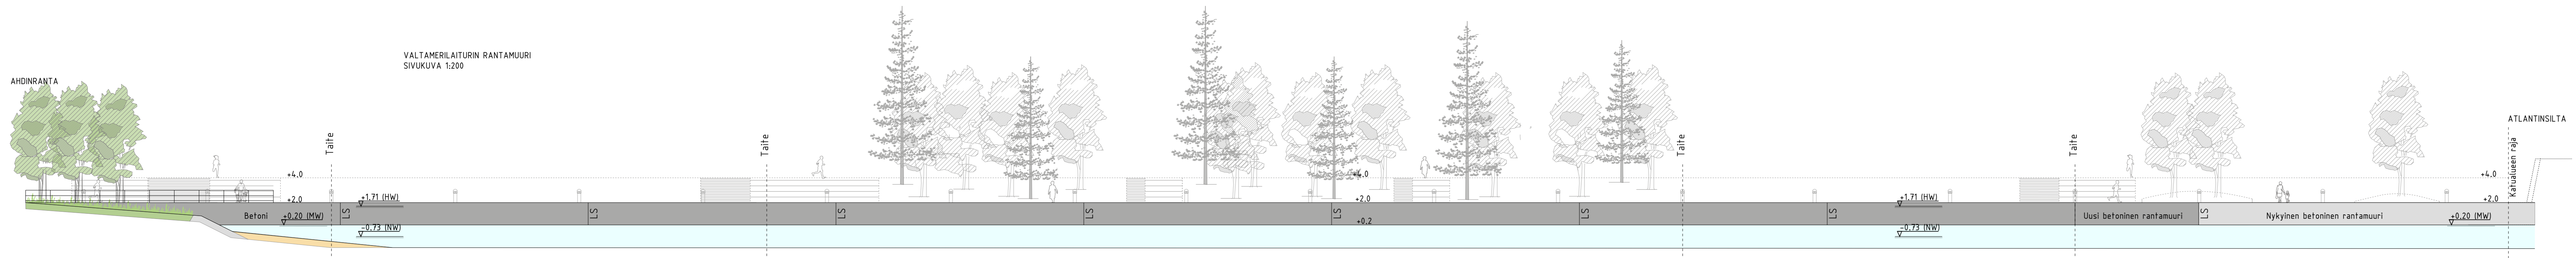 VALTAMERILAITURIN RANTAMUURI
SIVUKUVA 1:200
AHDINRANTA
ATLANTINSILTA
Taite
Taite
Taite
Taite
Katualueen raja
+4.0
+4.0
+4.0
+2.0
+1.71 (HW)
+2.0
+1.71 (HW)
+2.0
Betoni
+0.20 (MW)
LS
LS
LS
LS
LS
+0.2
LS
LS
Uusi betoninen rantamuuri
LS
Nykyinen betoninen rantamuuri
+0.20 (MW)
-0.73 (NW)
-0.73 (NW)